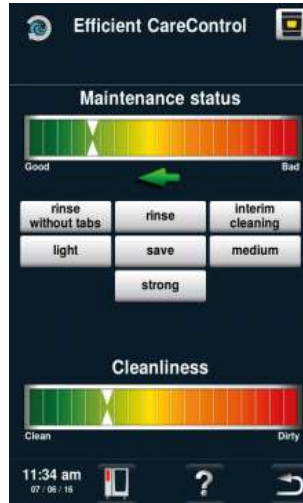 Efficient CareControl
Maintenance status
Good Bad
rinse without tabs
rinse
interim cleaning
light save medium
strong
Cleanliness
Clean Dirty
11:34 am
07 / 06 / 16
?